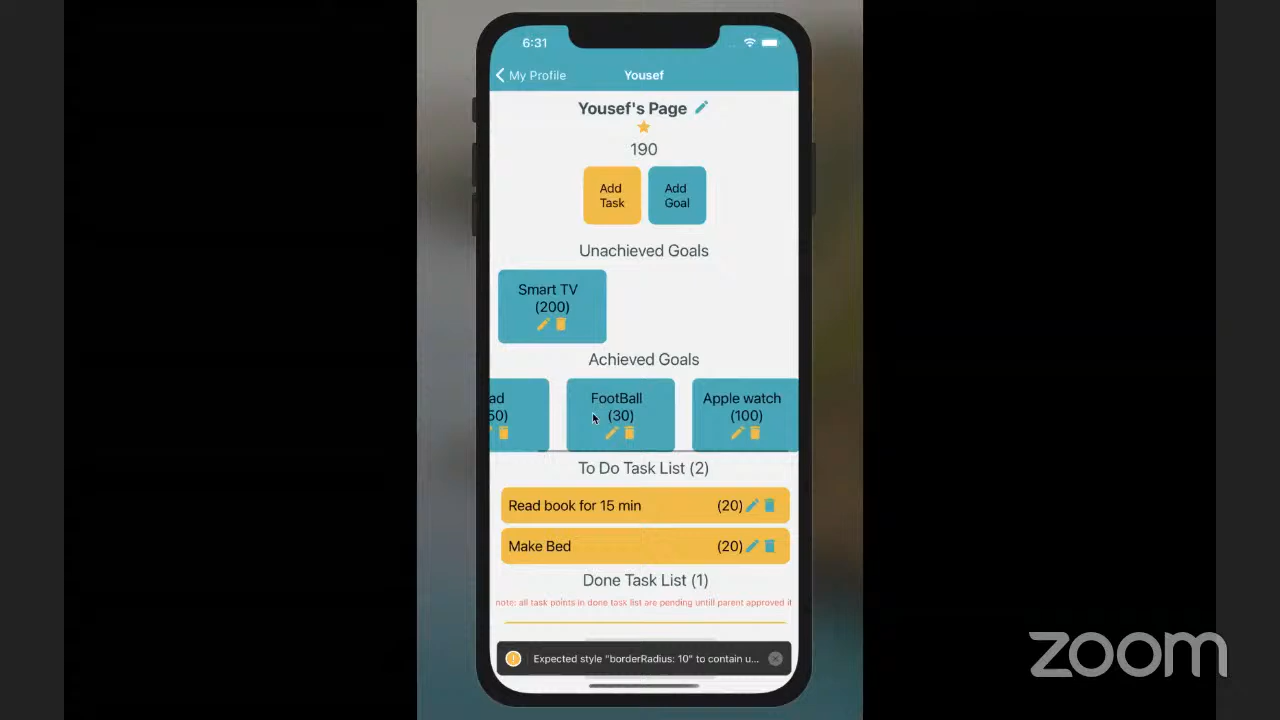 6:31
My Profile
Yousef
Yousef's Page
190
Add
Task
Add
Goal
Unachieved Goals
Smart TV
(200)
Achieved Goals
ad
50)
FootBall
(30)
Apple watch
(100)
To Do Task List (2)
Read book for 15 min (20)
Make Bed (20)
Done Task List (1)
note: all task points in done task list are pending untill parent approved it
Expected style "borderRadius: 10" to contain u...
zoom